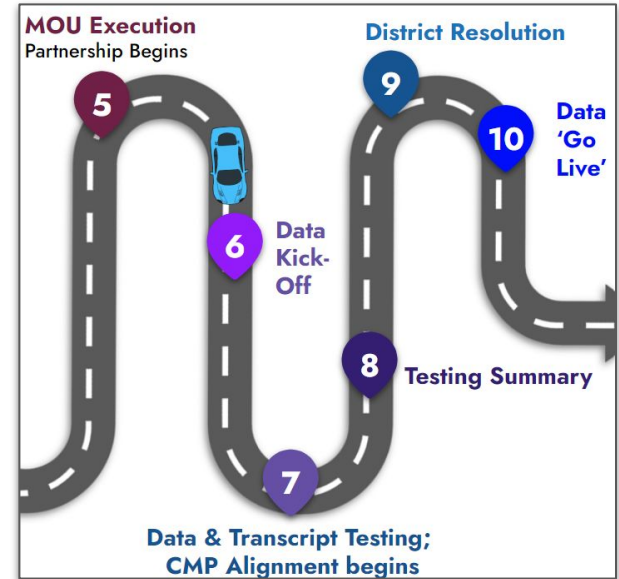 MOU Execution
Partnership Begins
5
6
Data
Kick-
Off
7
Data & Transcript Testing;
CMP Alignment begins
8
Testing Summary
District Resolution
9
10
Data
‘Go
Live’